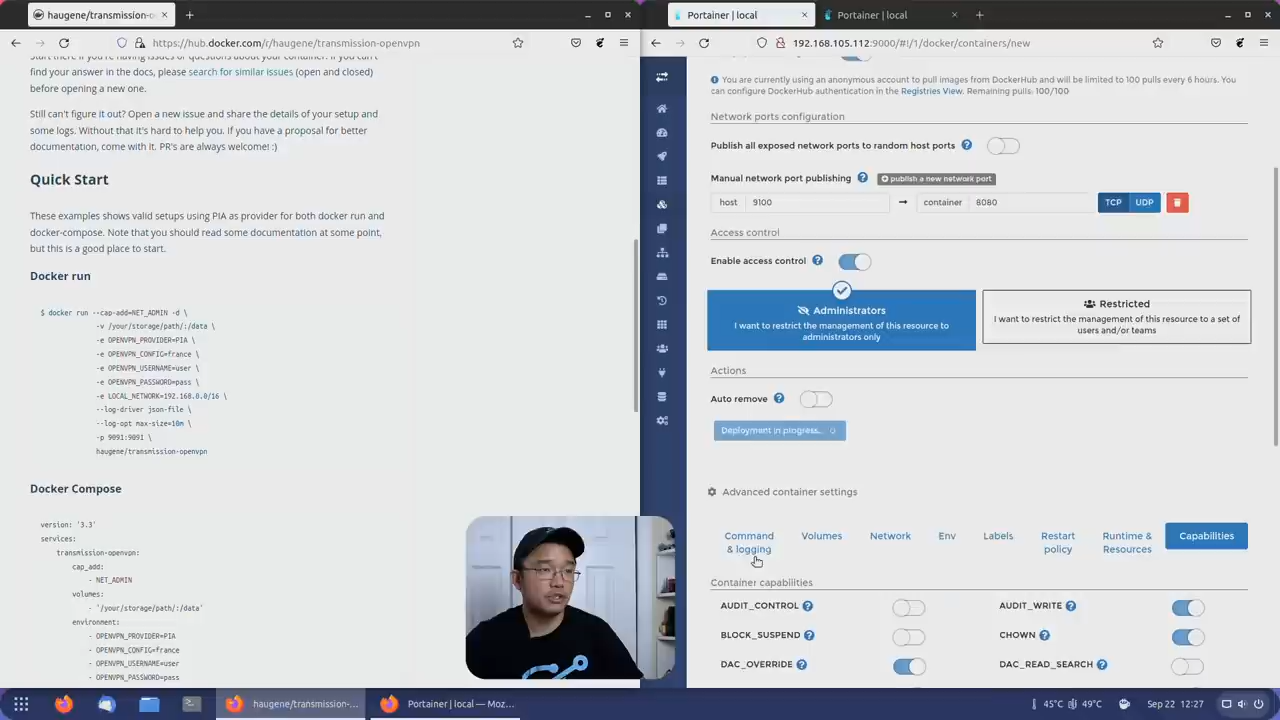 haugene/transmission-o
Portainer | local
Portainer | local
https://hub.docker.com/r/haugene/transmission-openvpn
192.168.105.112:9000/#!/1/docker/containers/new
find your answer in the docs, please search for similar issues (open and closed)
before opening a new one.
Still can't figure it out? Open a new issue and share the details of your setup and
some logs. Without that it's hard to help you. If you have a proposal for better
documentation, come with it. PR's are always welcome! :)
Quick Start
These examples shows valid setups using PIA as provider for both docker run and
docker-compose. Note that you should read some documentation at some point,
but this is a good place to start.
Docker run
$ docker run --cap-add=NET_ADMIN -d \
-v /your/storage/path/:/data \
-e OPENVPN_PROVIDER=PIA \
-e OPENVPN_CONFIG=france \
-e OPENVPN_USERNAME=user \
-e OPENVPN_PASSWORD=pass \
-e LOCAL_NETWORK=192.168.0.0/16 \
--log-driver json-file \
--log-opt max-size=10m \
-p 9091:9091 \
haugene/transmission-openvpn
Docker Compose
version: '3.3'
services:
transmission-openvpn:
cap_add:
- NET_ADMIN
volumes:
- '/your/storage/path/:/data'
environment:
- OPENVPN_PROVIDER=PIA
- OPENVPN_CONFIG=france
- OPENVPN_USERNAME=user
- OPENVPN_PASSWORD=pass
You are currently using an anonymous account to pull images from DockerHub and will be limited to 100 pulls every 6 hours. You
can configure DockerHub authentication in the Registries View. Remaining pulls: 100/100
Network ports configuration
Publish all exposed network ports to random host ports
Manual network port publishing publish a new network port
host 9100 → container 8080 TCP UDP
Access control
Enable access control
Administrators
I want to restrict the management of this resource to
administrators only
Restricted
I want to restrict the management of this resource to a set of
users and/or teams
Actions
Auto remove
Deployment in progress...
Advanced container settings
Command
& logging
Volumes
Network
Env
Labels
Restart
policy
Runtime &
Resources
Capabilities
Container capabilities
AUDIT_CONTROL
AUDIT_WRITE
BLOCK_SUSPEND
CHOWN
DAC_OVERRIDE
DAC_READ_SEARCH
haugene/transmission-...
Portainer | local — Moz...
45°C 49°C Sep 22 12:27